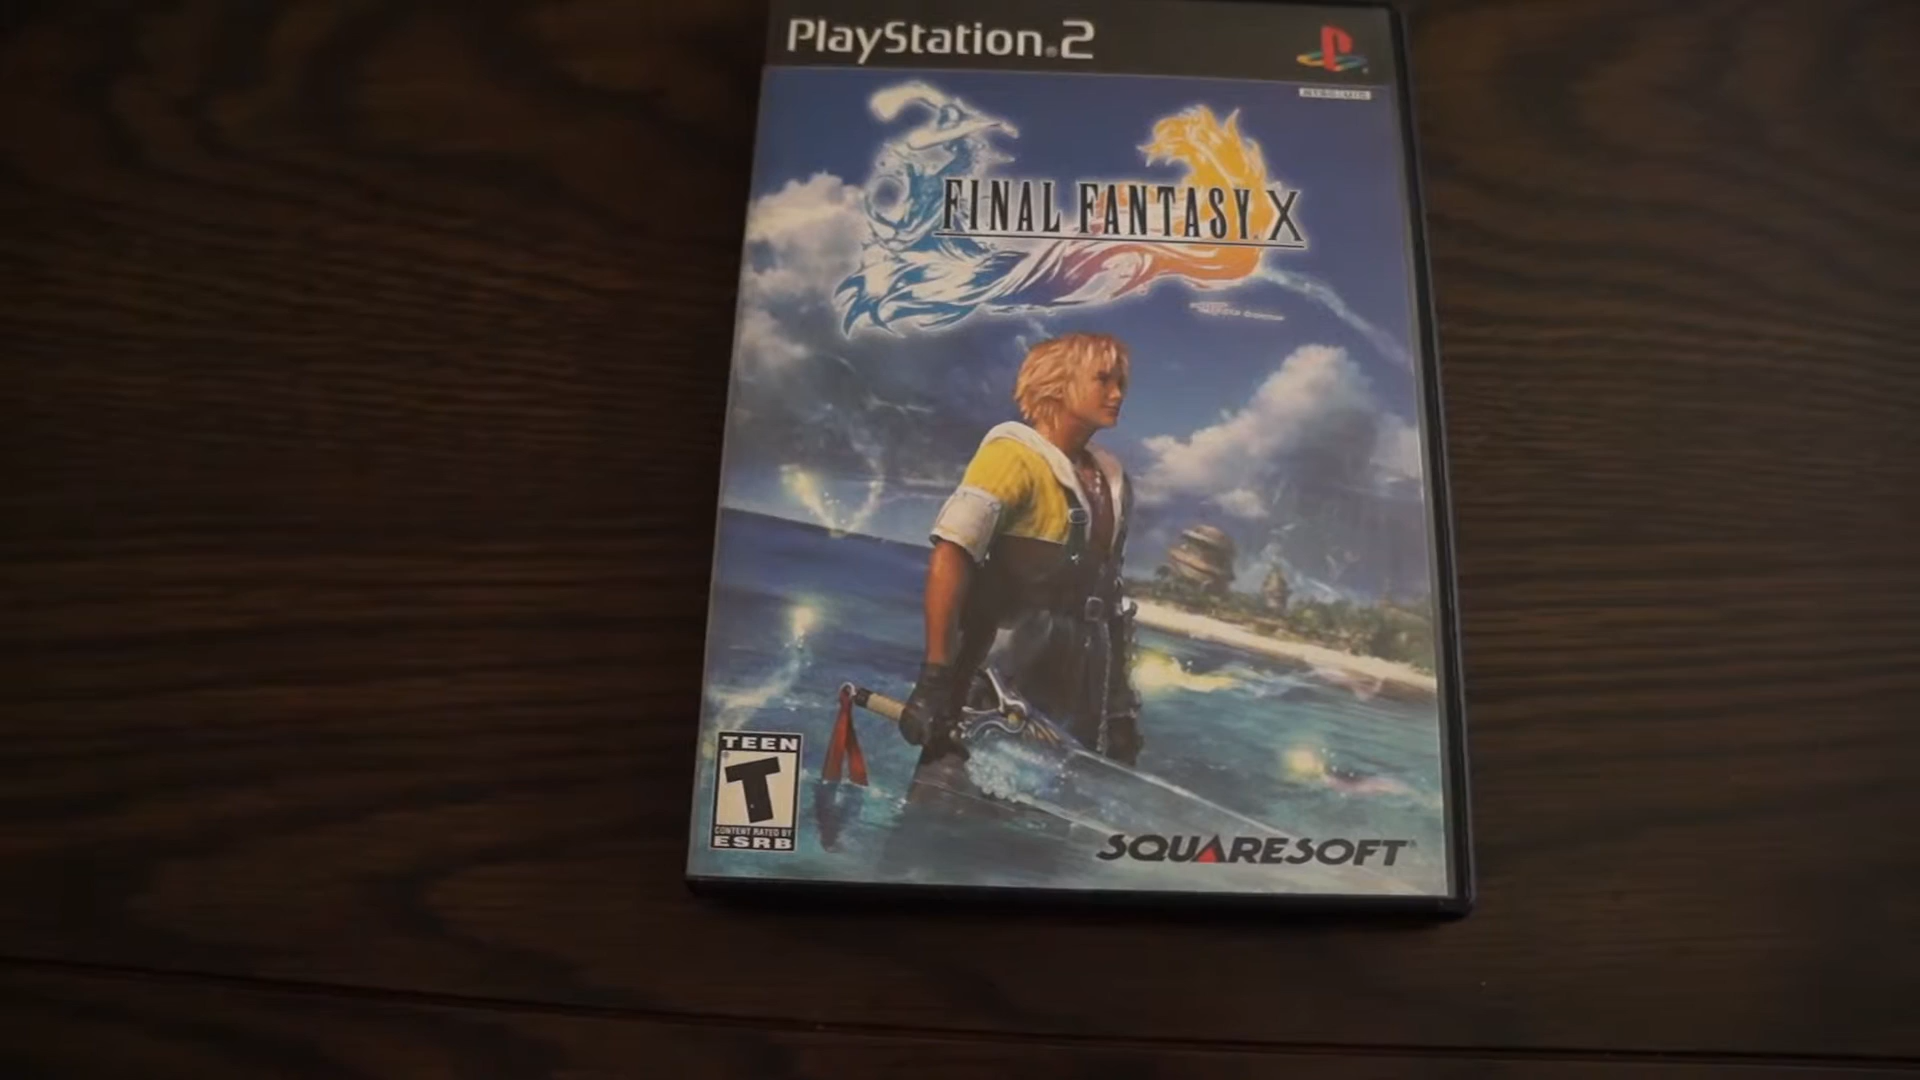 PlayStation®2
FINAL FANTASY® X
TEEN
T
CONTENT RATED BY
ESRB
SQUARESOFT®